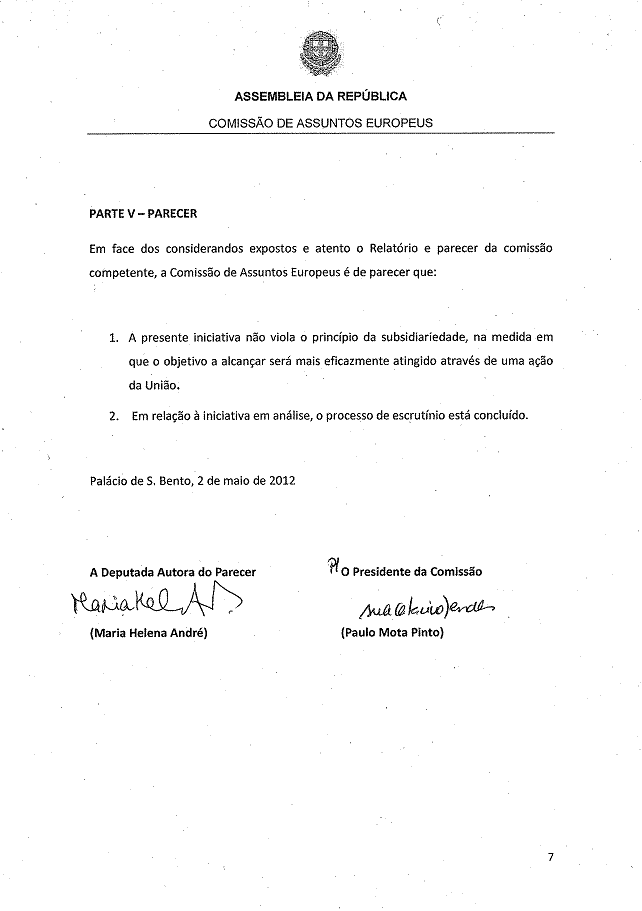 ASSEMBLEIA DA REPÚBLICA
COMISSÃO DE ASSUNTOS EUROPEUS
PARTE V – PARECER
Em face dos considerandos expostos e atento o Relatório e parecer da comissão
competente, a Comissão de Assuntos Europeus é de parecer que:
1. A presente iniciativa não viola o princípio da subsidiariedade, na medida em
que o objetivo a alcançar será mais eficazmente atingido através de uma ação
da União.
2. Em relação à iniciativa em análise, o processo de escrutínio está concluído.
Palácio de S. Bento, 2 de maio de 2012
A Deputada Autora do Parecer
P/ O Presidente da Comissão
(Maria Helena André)
(Paulo Mota Pinto)
7